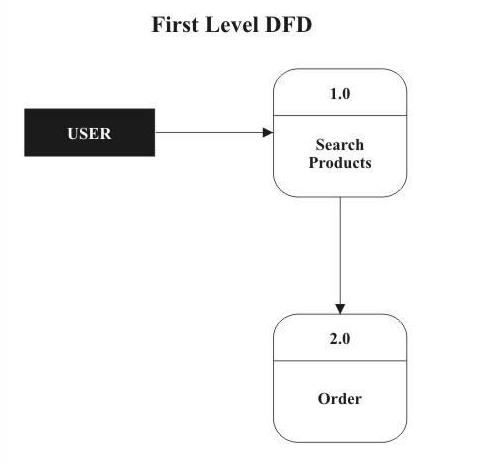 First Level DFD
1.0
USER
Search
Products
2.0
Order